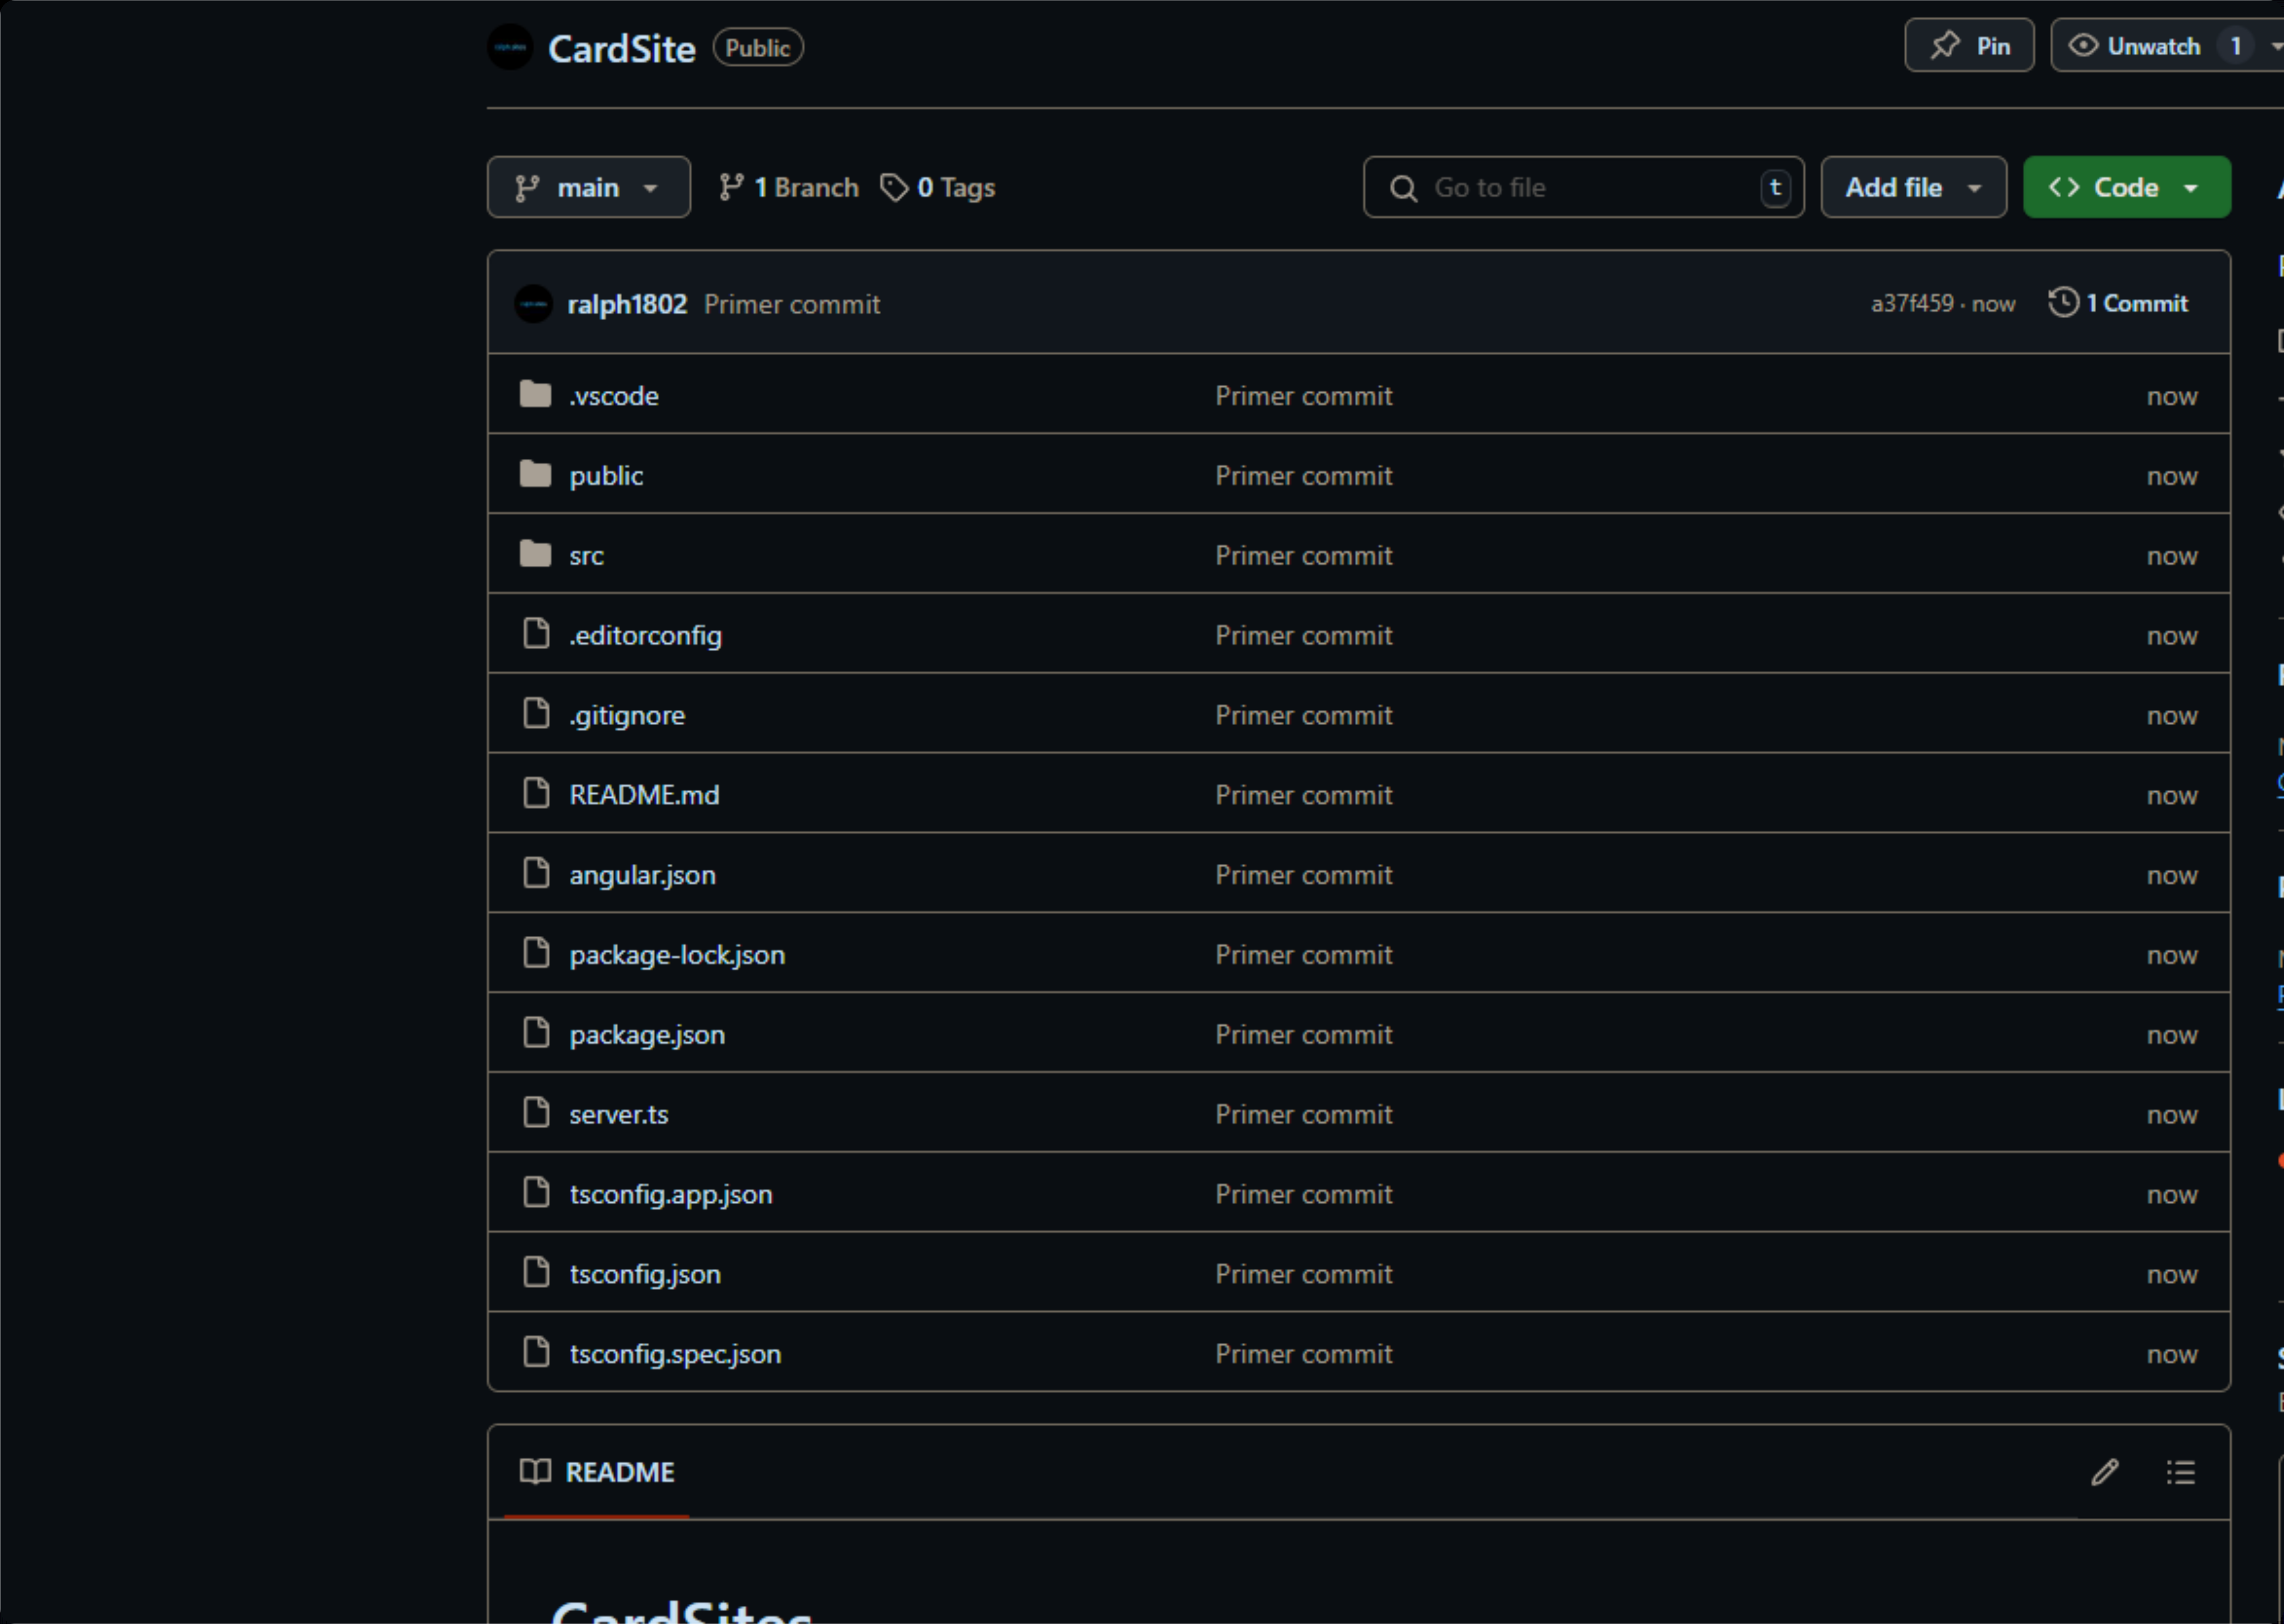 CardSite Public Pin Unwatch 1
main 1 Branch 0 Tags Go to file t Add file Code
ralph1802 Primer commit a37f459 · now 1 Commit
.vscode Primer commit now
public Primer commit now
src Primer commit now
.editorconfig Primer commit now
.gitignore Primer commit now
README.md Primer commit now
angular.json Primer commit now
package-lock.json Primer commit now
package.json Primer commit now
server.ts Primer commit now
tsconfig.app.json Primer commit now
tsconfig.json Primer commit now
tsconfig.spec.json Primer commit now
README
CardSites